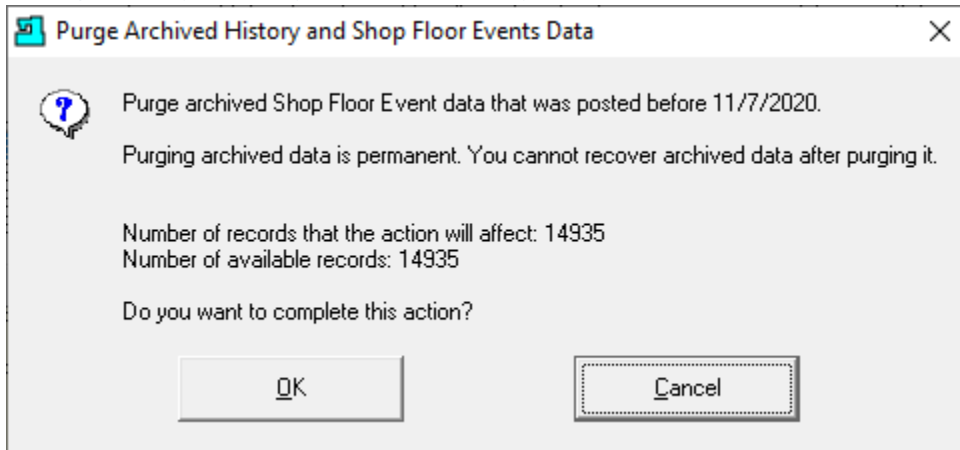 Purge Archived History and Shop Floor Events Data
Purge archived Shop Floor Event data that was posted before 11/7/2020.
Purging archived data is permanent. You cannot recover archived data after purging it.
Number of records that the action will affect: 14935
Number of available records: 14935
Do you want to complete this action?
OK
Cancel